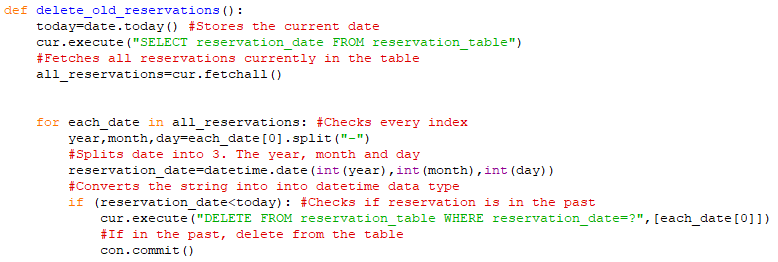 def delete_old_reservations():
    today=date.today() #Stores the current date
    cur.execute("SELECT reservation_date FROM reservation_table")
    #Fetches all reservations currently in the table
    all_reservations=cur.fetchall()
    for each_date in all_reservations: #Checks every index
        year,month,day=each_date[0].split("-")
        #Splits date into 3. The year, month and day
        reservation_date=datetime.date(int(year),int(month),int(day))
        #Converts the string into into datetime data type
        if (reservation_date<today): #Checks if reservation is in the past
            cur.execute("DELETE FROM reservation_table WHERE reservation_date=?",[each_date[0]])
            #If in the past, delete from the table
            con.commit()